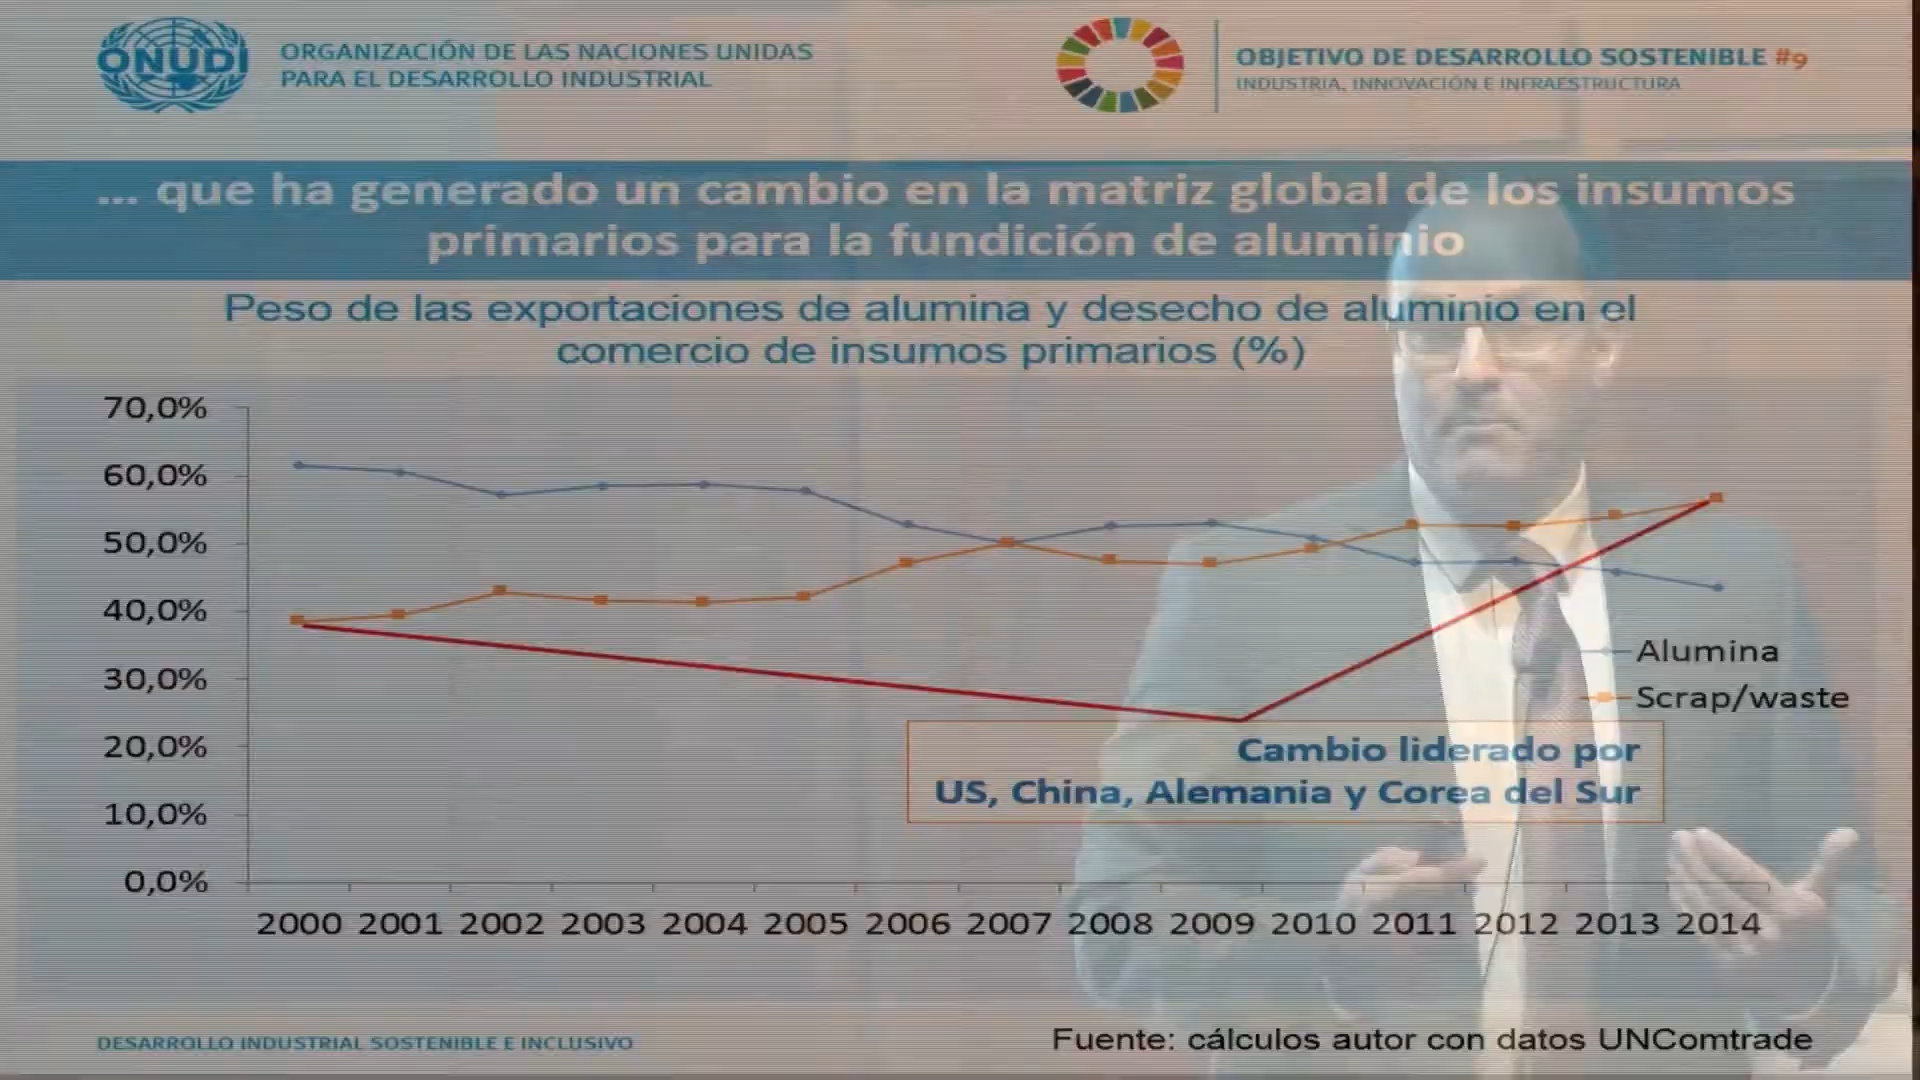 ONUDI
ORGANIZACIÓN DE LAS NACIONES UNIDAS
PARA EL DESARROLLO INDUSTRIAL
OBJETIVO DE DESARROLLO SOSTENIBLE #9
INDUSTRIA, INNOVACIÓN E INFRAESTRUCTURA
... que ha generado un cambio en la matriz global de los insumos
primarios para la fundición de aluminio
Peso de las exportaciones de alumina y desecho de aluminio en el
comercio de insumos primarios (%)
70,0%
60,0%
50,0%
40,0%
30,0%
20,0%
10,0%
0,0%
Alumina
Scrap/waste
Cambio liderado por
US, China, Alemania y Corea del Sur
2000 2001 2002 2003 2004 2005 2006 2007 2008 2009 2010 2011 2012 2013 2014
DESARROLLO INDUSTRIAL SOSTENIBLE E INCLUSIVO
Fuente: cálculos autor con datos UNComtrade